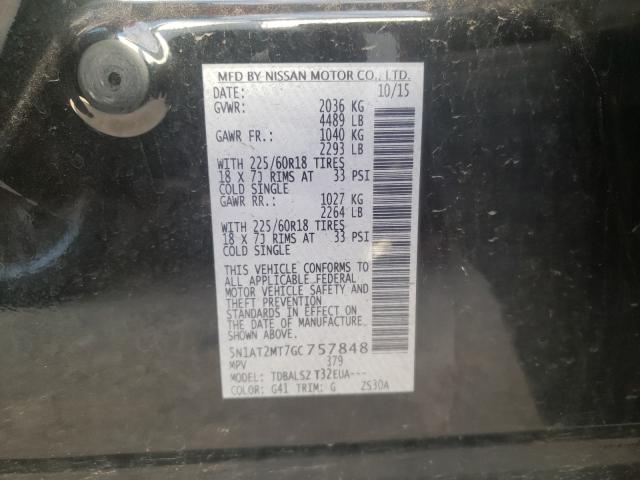 MFD BY NISSAN MOTOR CO., LTD.
DATE: 10/15
GVWR: 2036 KG
4489 LB
GAWR FR.: 1040 KG
2293 LB
WITH 225/60R18 TIRES
18 X 7J RIMS AT 33 PSI
COLD SINGLE
GAWR RR.: 1027 KG
2264 LB
WITH 225/60R18 TIRES
18 X 7J RIMS AT 33 PSI
COLD SINGLE
THIS VEHICLE CONFORMS TO
ALL APPLICABLE FEDERAL
MOTOR VEHICLE SAFETY AND
THEFT PREVENTION
STANDARDS IN EFFECT ON
THE DATE OF MANUFACTURE
SHOWN ABOVE.
5N1AT2MT7GC757848
MPV 379
MODEL: TDBALSZ T32EUA---
COLOR: G41 TRIM: G ZS30A